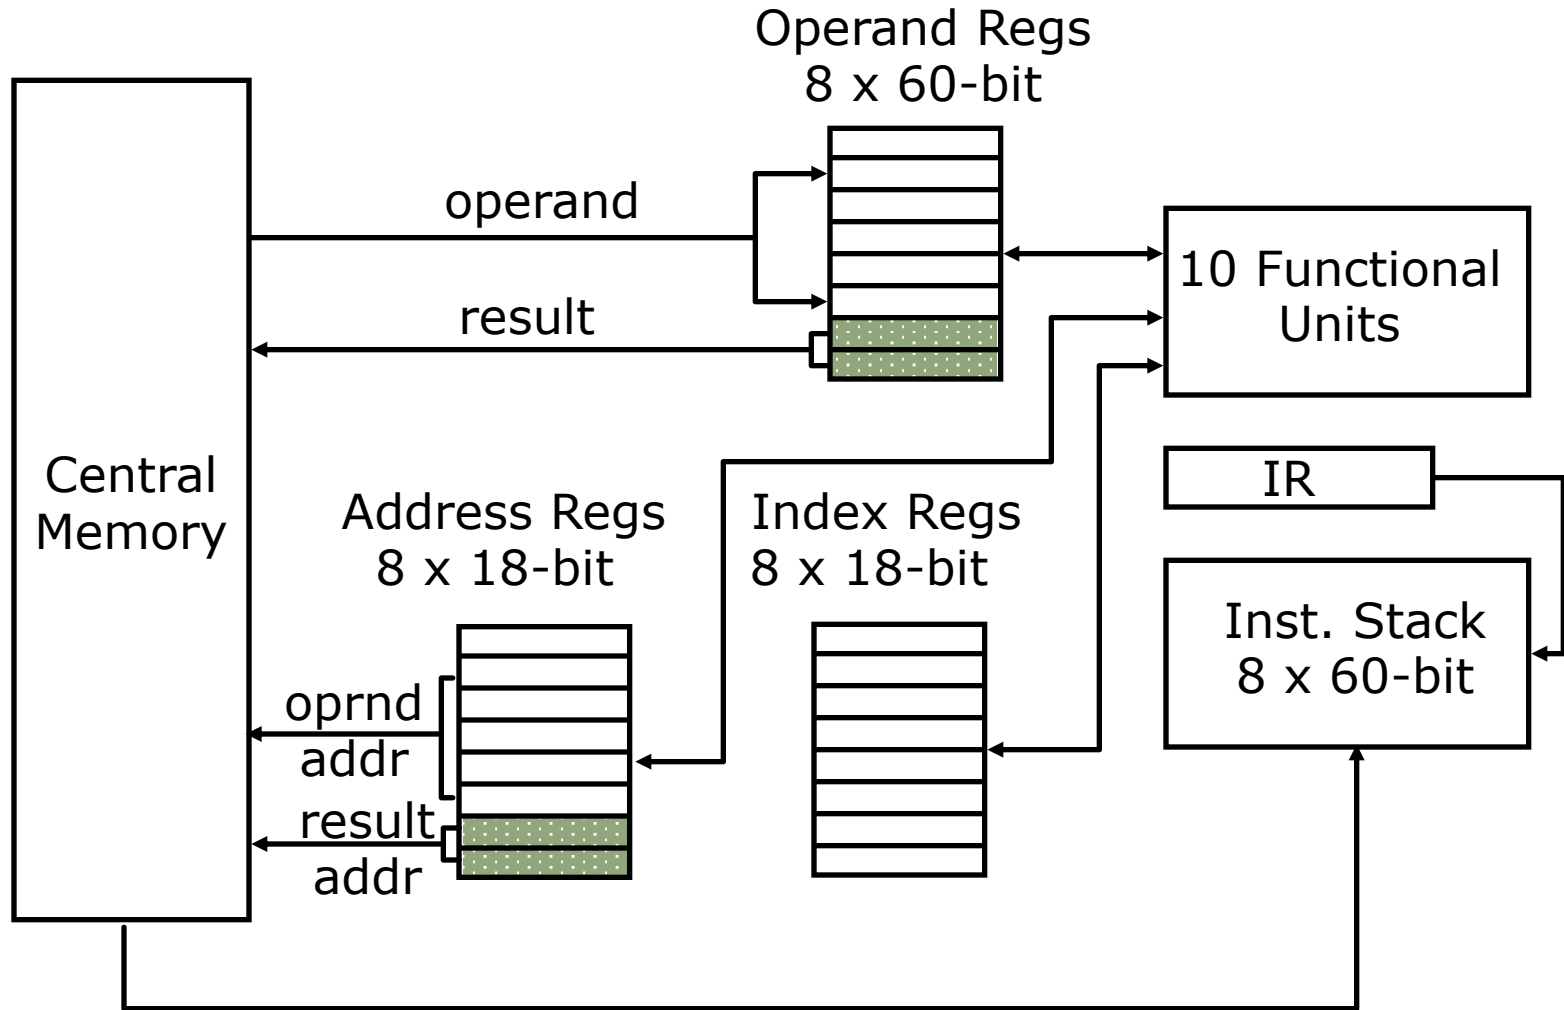 Operand Regs
8 x 60-bit
operand
result
10 Functional
Units
Central
Memory
IR
Address Regs
8 x 18-bit
Index Regs
8 x 18-bit
Inst. Stack
8 x 60-bit
oprnd
addr
result
addr